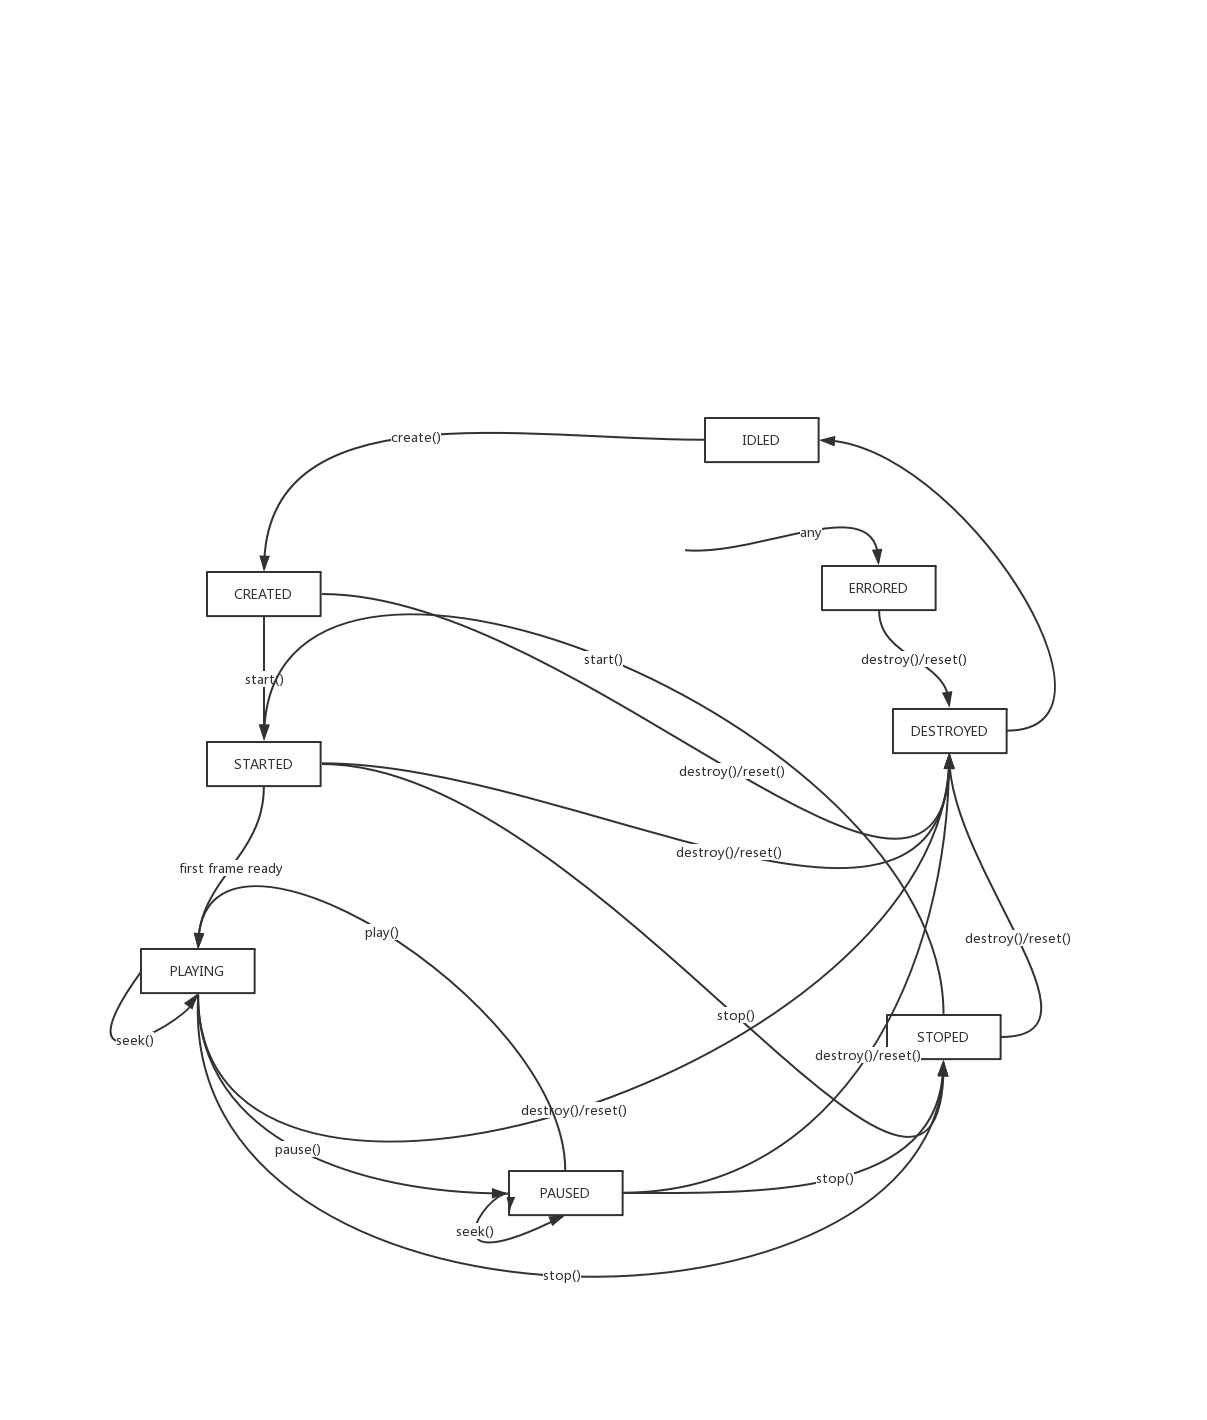 IDLED
create()
any
ERRORED
CREATED
start()
destroy()/reset()
start()
DESTROYED
STARTED
destroy()/reset()
destroy()/reset()
first frame ready
play()
destroy()/reset()
PLAYING
stop()
STOPED
seek()
destroy()/reset()
destroy()/reset()
pause()
stop()
PAUSED
seek()
stop()